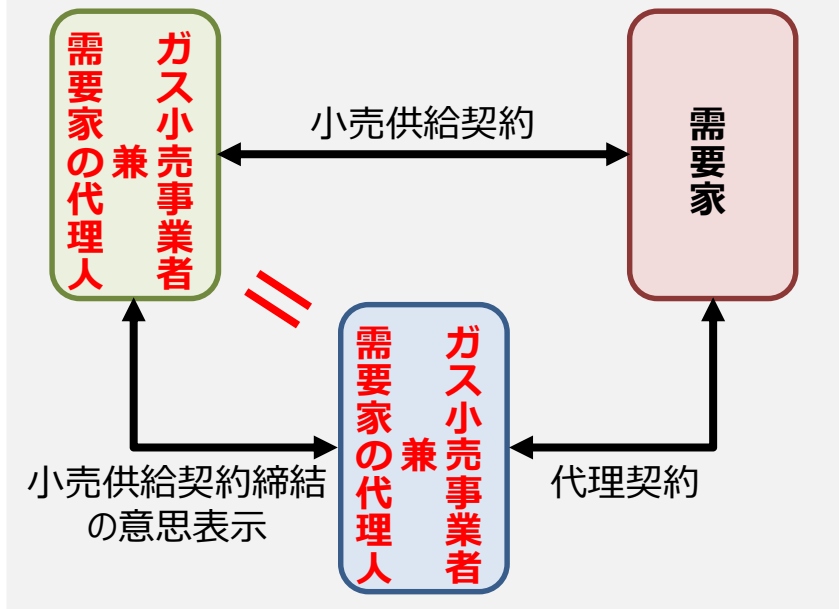 ガス小売事業者
兼
需要家の代理人
小売供給契約
需要家
ガス小売事業者
兼
需要家の代理人
小売供給契約締結
の意思表示
代理契約